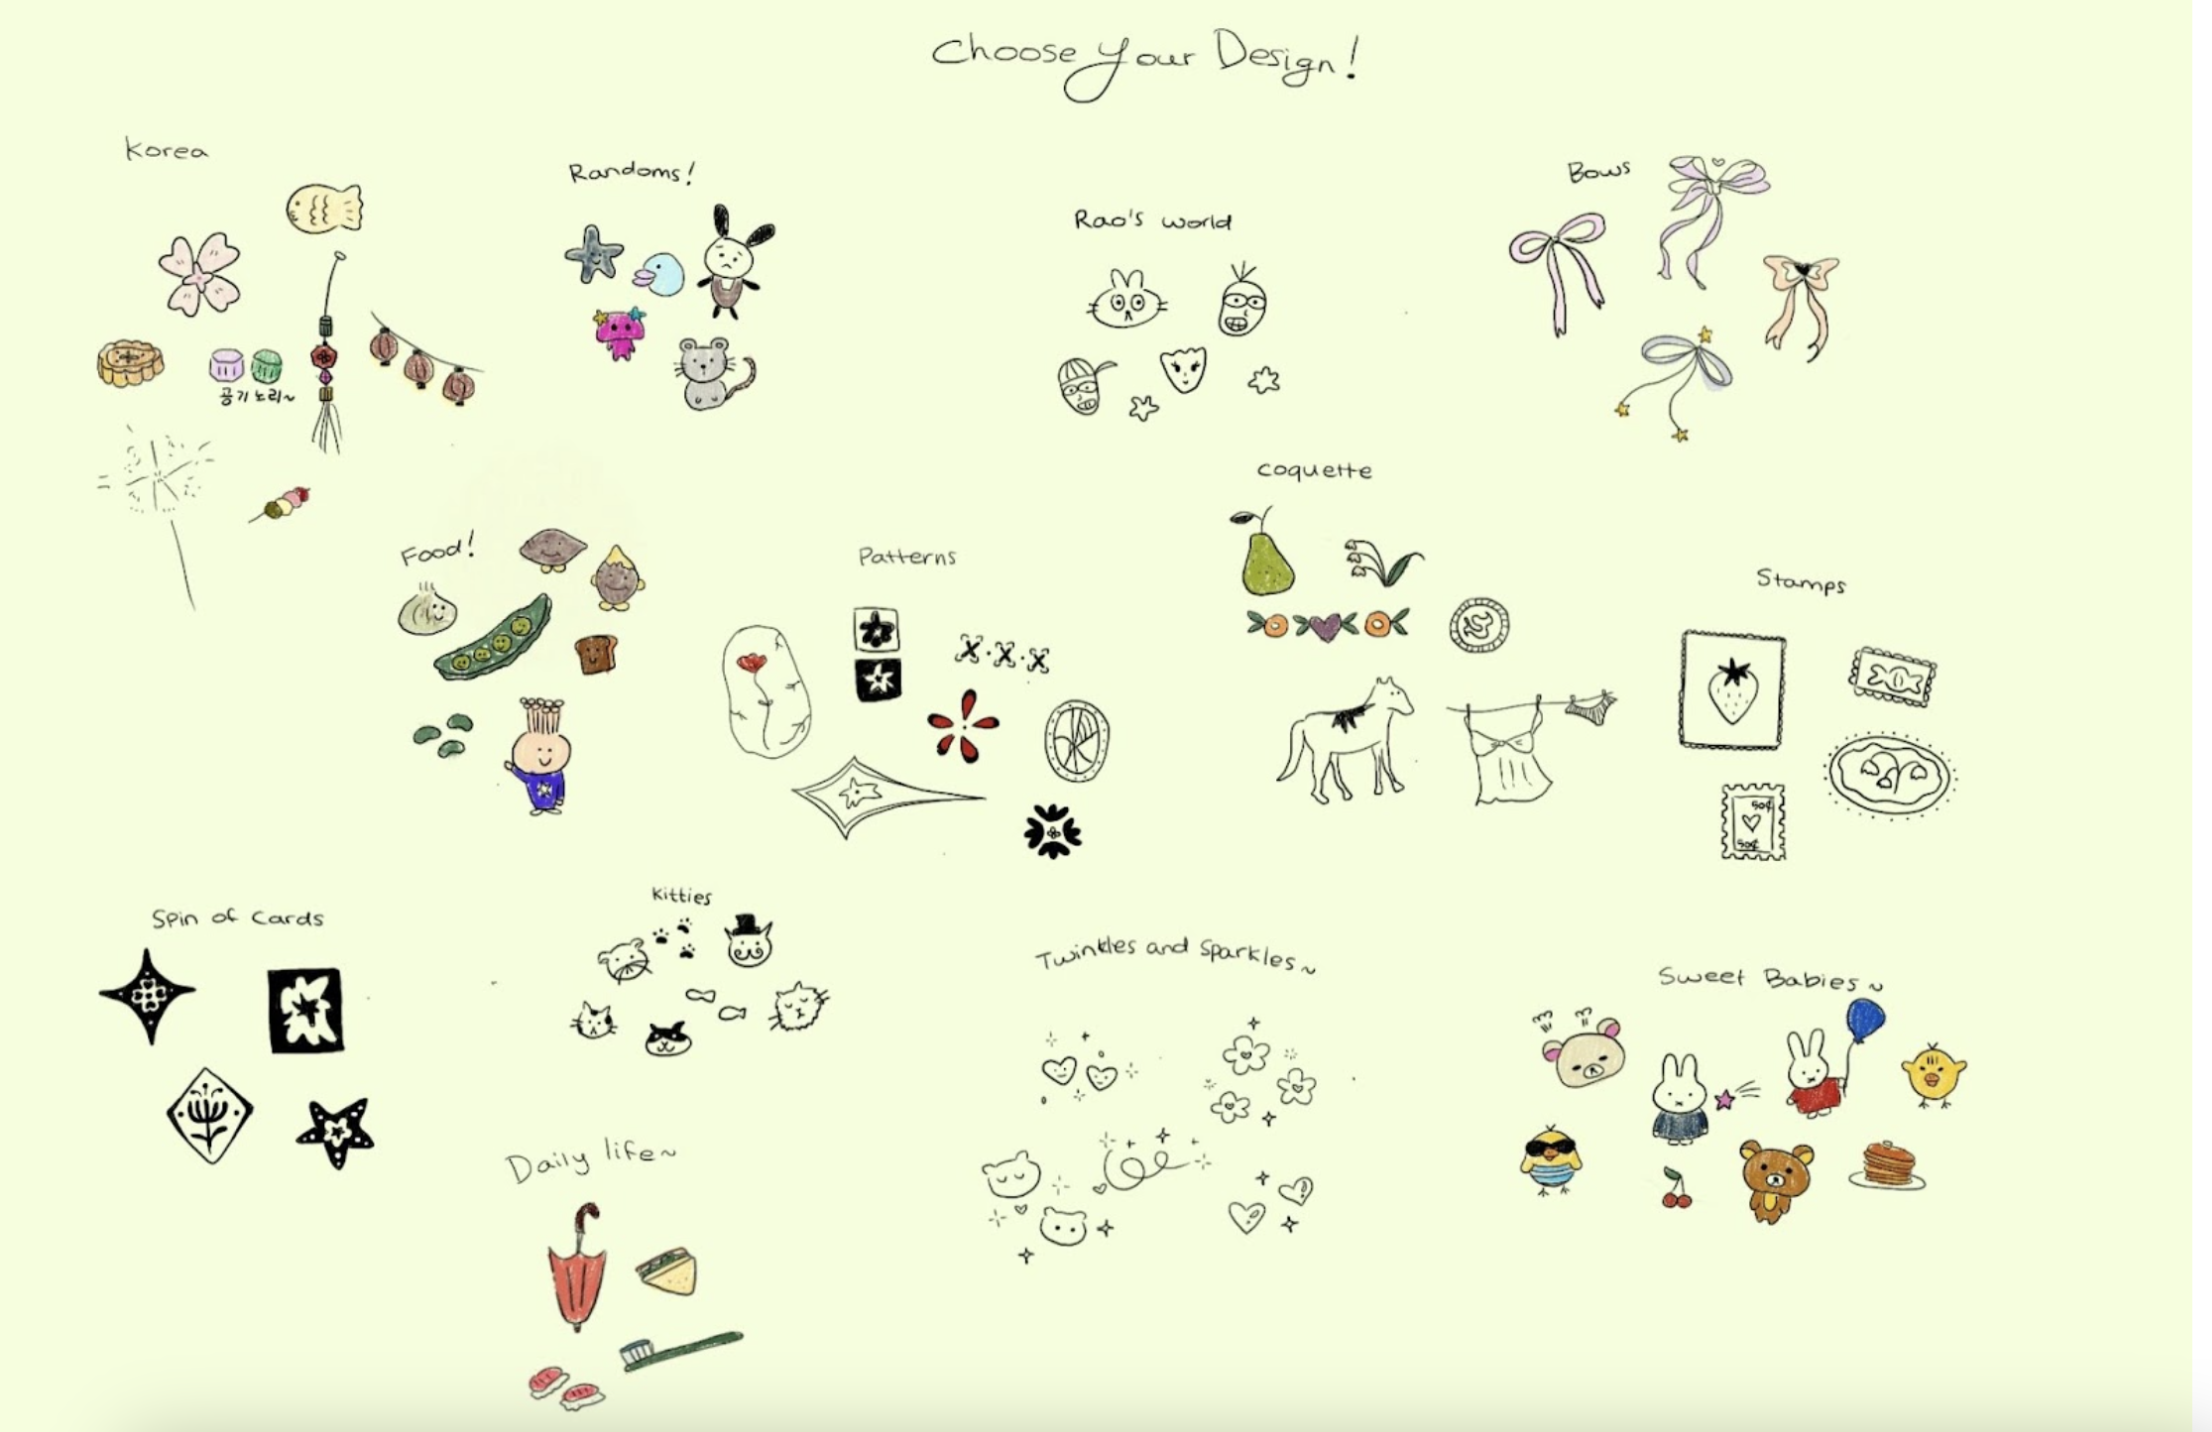 Choose Your Design!
Korea
공기노리~
Randoms!
Rao's world
Bows
coquette
Food!
Patterns
X·X·X
Stamps
50¢
50¢
Spin of Cards
Kitties
Twinkles and Sparkles~
Sweet Babies~
Daily life~